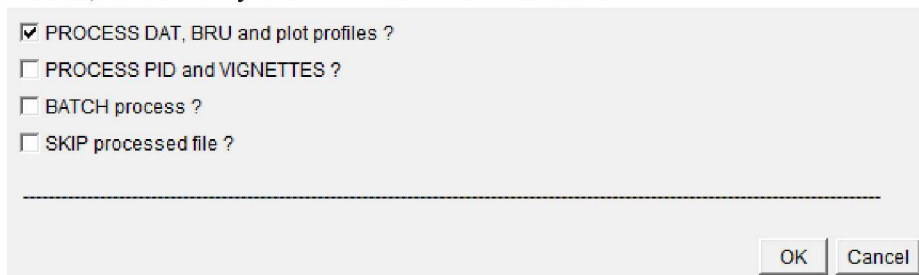 PROCESS DAT, BRU and plot profiles ?
PROCESS PID and VIGNETTES ?
BATCH process ?
SKIP processed file ?
OK Cancel